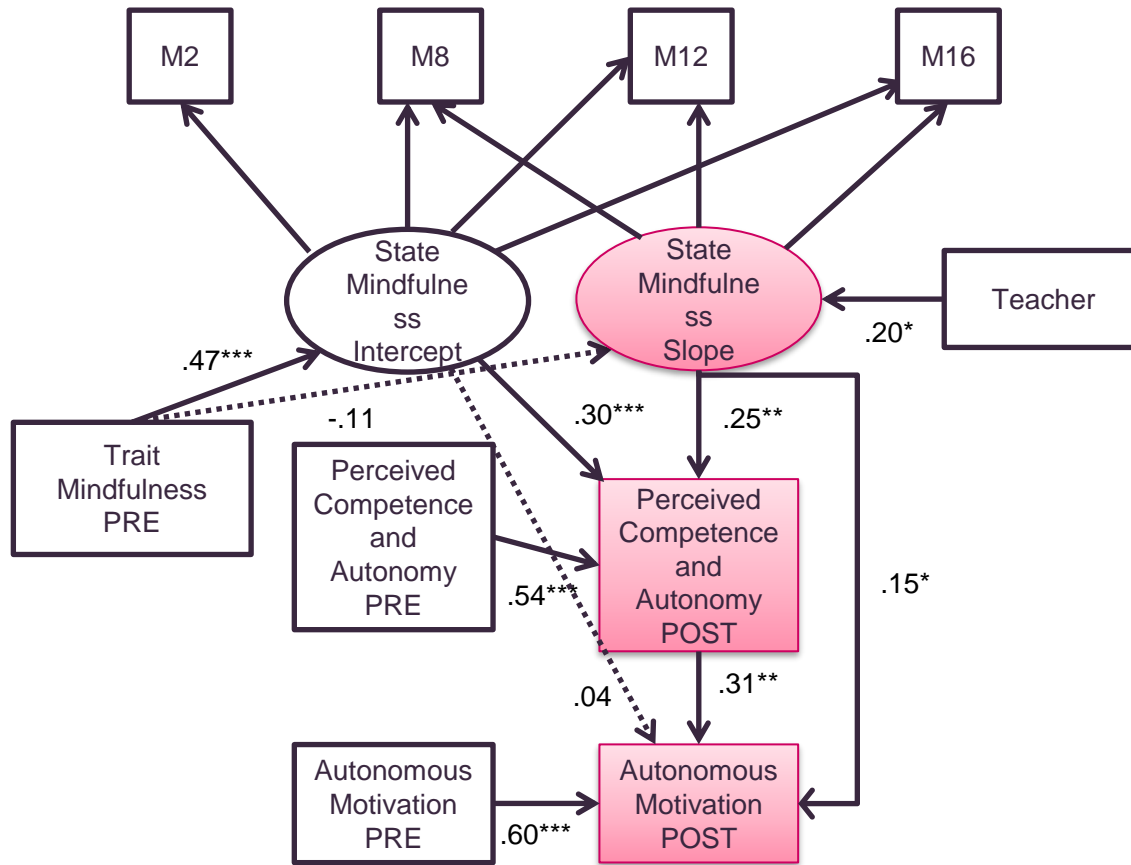 M2
M8
M12
M16
State
Mindfulne
ss
Intercept
State
Mindfulne
ss
Slope
Teacher
.20*
.47***
-.11
.30***
.25**
Trait
Mindfulness
PRE
Perceived
Competence
and
Autonomy
PRE
Perceived
Competence
and
Autonomy
POST
.54***
.15*
.04
.31**
Autonomous
Motivation
PRE
.60***
Autonomous
Motivation
POST